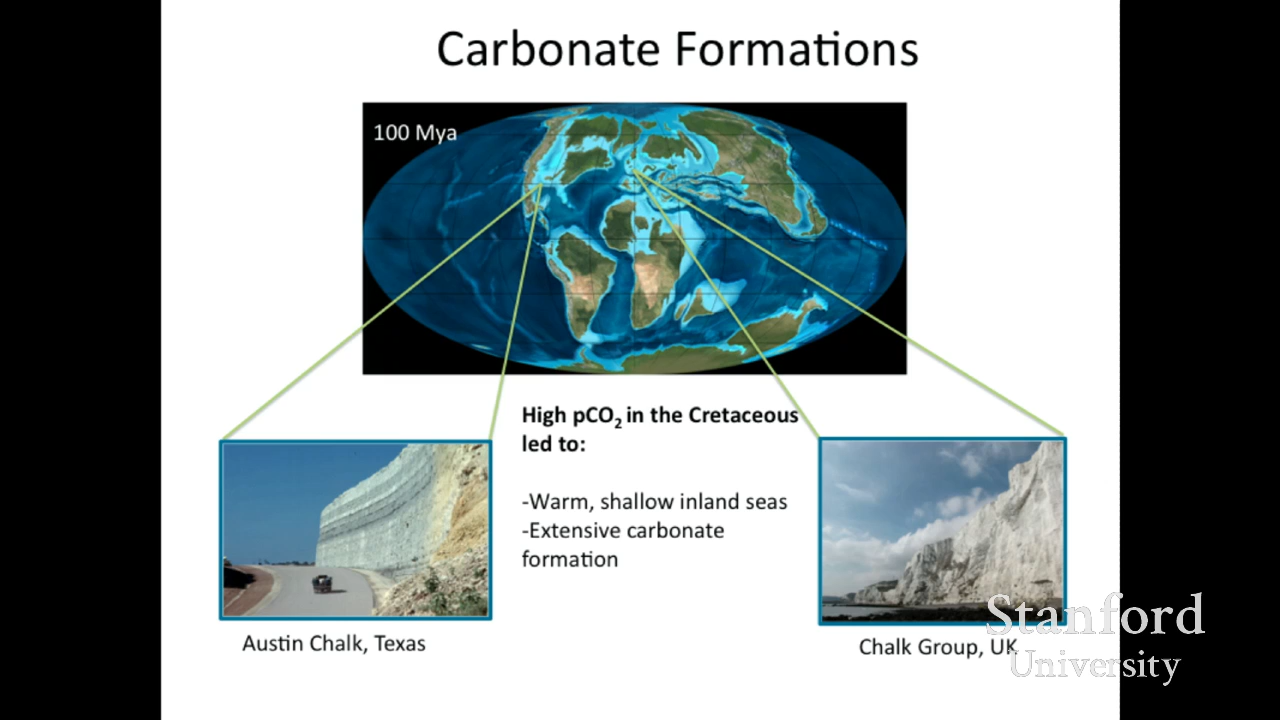 Carbonate Formations
100 Mya
High pCO₂ in the Cretaceous
led to:
-Warm, shallow inland seas
-Extensive carbonate
formation
Austin Chalk, Texas
Chalk Group, UK
Stanford
University